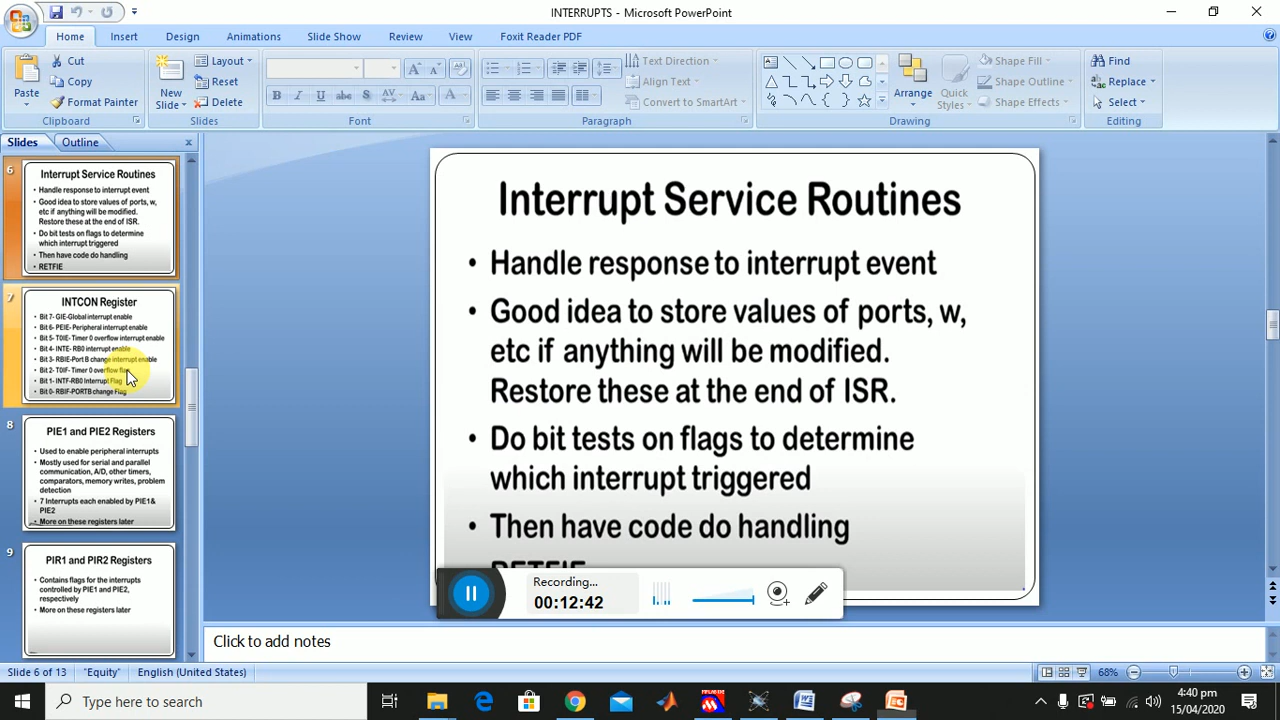 INTERRUPTS - Microsoft PowerPoint
Home Insert Design Animations Slide Show Review View Foxit Reader PDF
Paste
Cut
Copy
Format Painter
Clipboard
New Slide
Layout
Reset
Delete
Slides
B I U abc AV Aa A
Font
Text Direction
Align Text
Convert to SmartArt
Paragraph
Arrange
Quick Styles
Shape Fill
Shape Outline
Shape Effects
Drawing
Find
Replace
Select
Editing
Slides Outline
6
Interrupt Service Routines
• Handle response to interrupt event
• Good idea to store values of ports, w,
etc if anything will be modified.
Restore these at the end of ISR.
• Do bit tests on flags to determine
which interrupt triggered
• Then have code do handling
• RETFIE
7
INTCON Register
• Bit 7- GIE-Global interrupt enable
• Bit 6- PEIE- Peripheral interrupt enable
• Bit 5- T0IE- Timer 0 overflow interrupt enable
• Bit 4- INTE- RB0 interrupt enable
• Bit 3- RBIE-Port B change interrupt enable
• Bit 2- T0IF- Timer 0 overflow flag
• Bit 1- INTF-RB0 Interrupt Flag
• Bit 0- RBIF-PORTB change Flag
8
PIE1 and PIE2 Registers
• Used to enable peripheral interrupts
• Mostly used for serial and parallel
communication, A/D, other timers,
comparators, memory writes, problem
detection
• 7 Interrupts each enabled by PIE1&
PIE2
• More on these registers later
9
PIR1 and PIR2 Registers
• Contains flags for the interrupts
controlled by PIE1 and PIE2,
respectively
• More on these registers later
Interrupt Service Routines
• Handle response to interrupt event
• Good idea to store values of ports, w,
etc if anything will be modified.
Restore these at the end of ISR.
• Do bit tests on flags to determine
which interrupt triggered
• Then have code do handling
• RETFIE
Recording...
00:12:42
Click to add notes
Slide 6 of 13 "Equity" English (United States) 68%
Type here to search
4:40 pm
15/04/2020